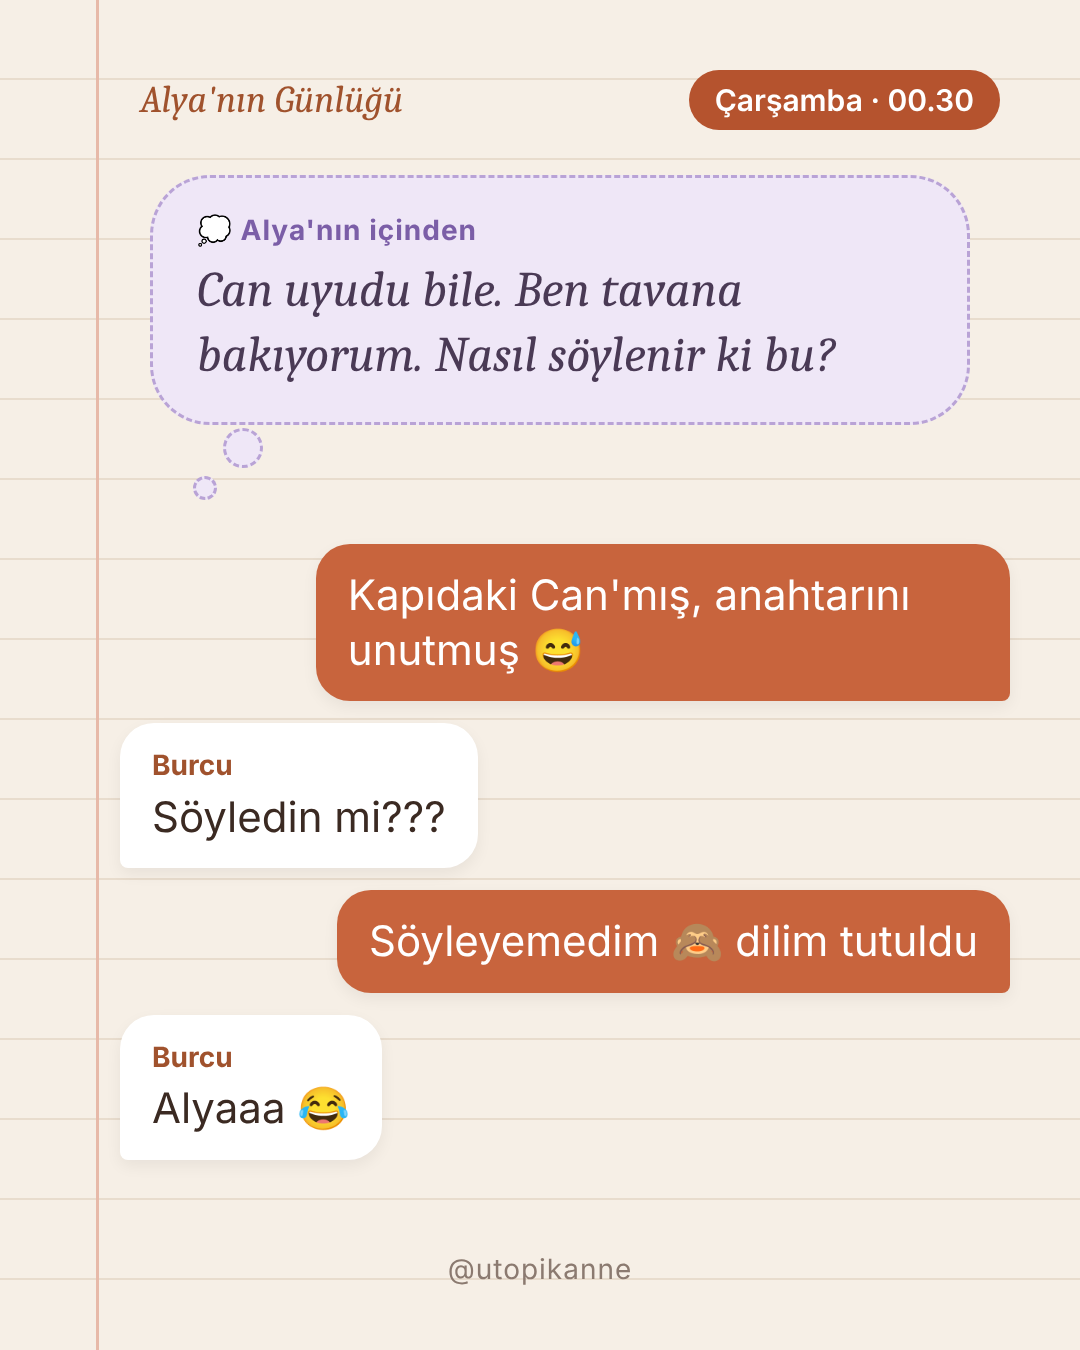 Alya'nın Günlüğü
Çarşamba · 00.30
💭 Alya'nın içinden
Can uyudu bile. Ben tavana
bakıyorum. Nasıl söylenir ki bu?
Kapıdaki Can'mış, anahtarını
unutmuş 😅
Burcu
Söyledin mi???
Söyleyemedim 🙈 dilim tutuldu
Burcu
Alyaaa 😂
@utopikanne